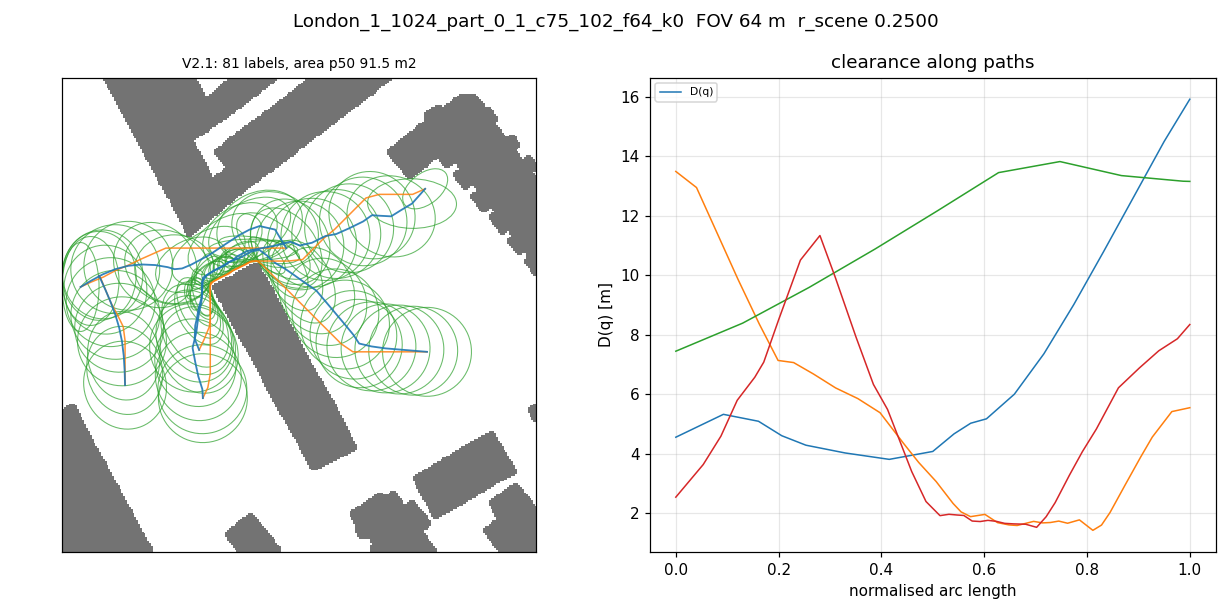 London_1_1024_part_0_1_c75_102_f64_k0  FOV 64 m  r_scene 0.2500
V2.1: 81 labels, area p50 91.5 m2
clearance along paths
D(q)
16
14
12
10
8
6
4
2
D(q) [m]
0.0 0.2 0.4 0.6 0.8 1.0
normalised arc length